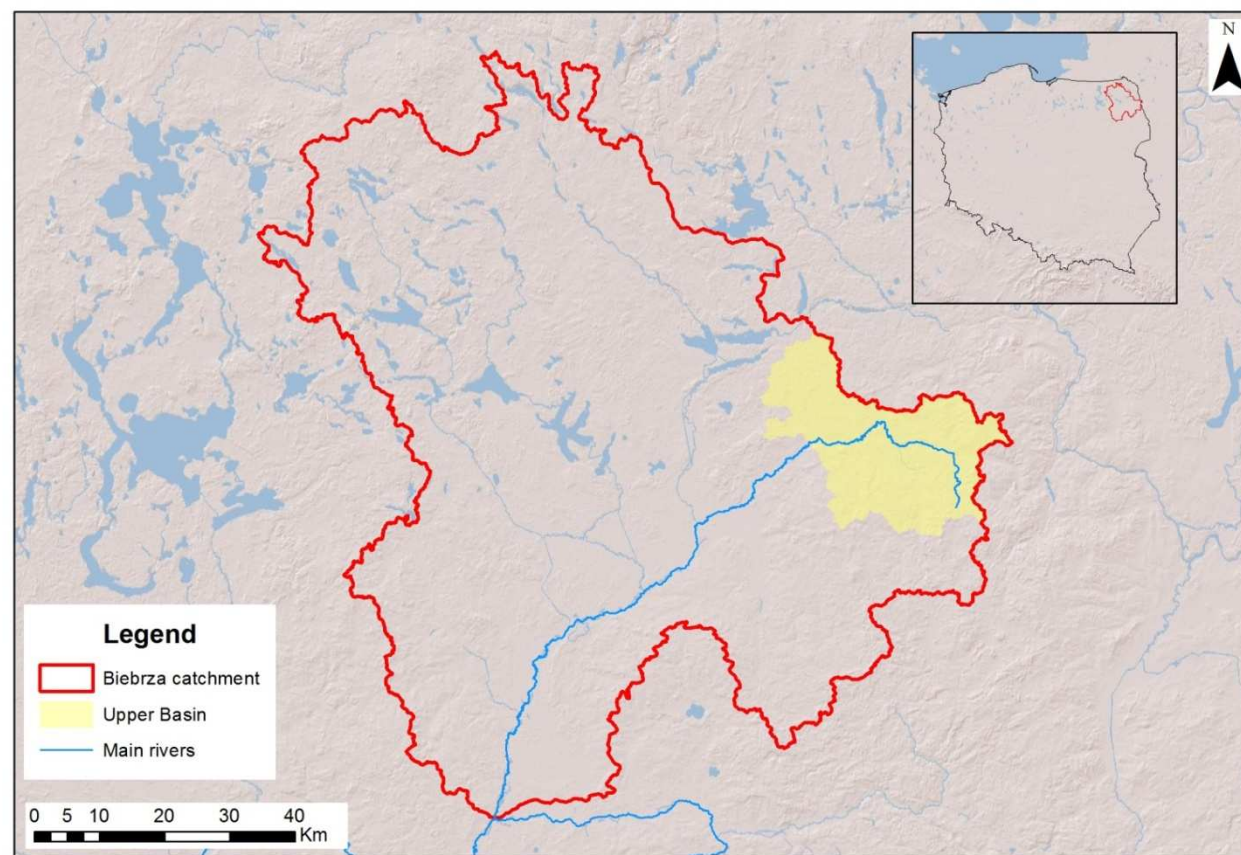 N
Legend
Biebrza catchment
Upper Basin
Main rivers
0 5 10 20 30 40
Km